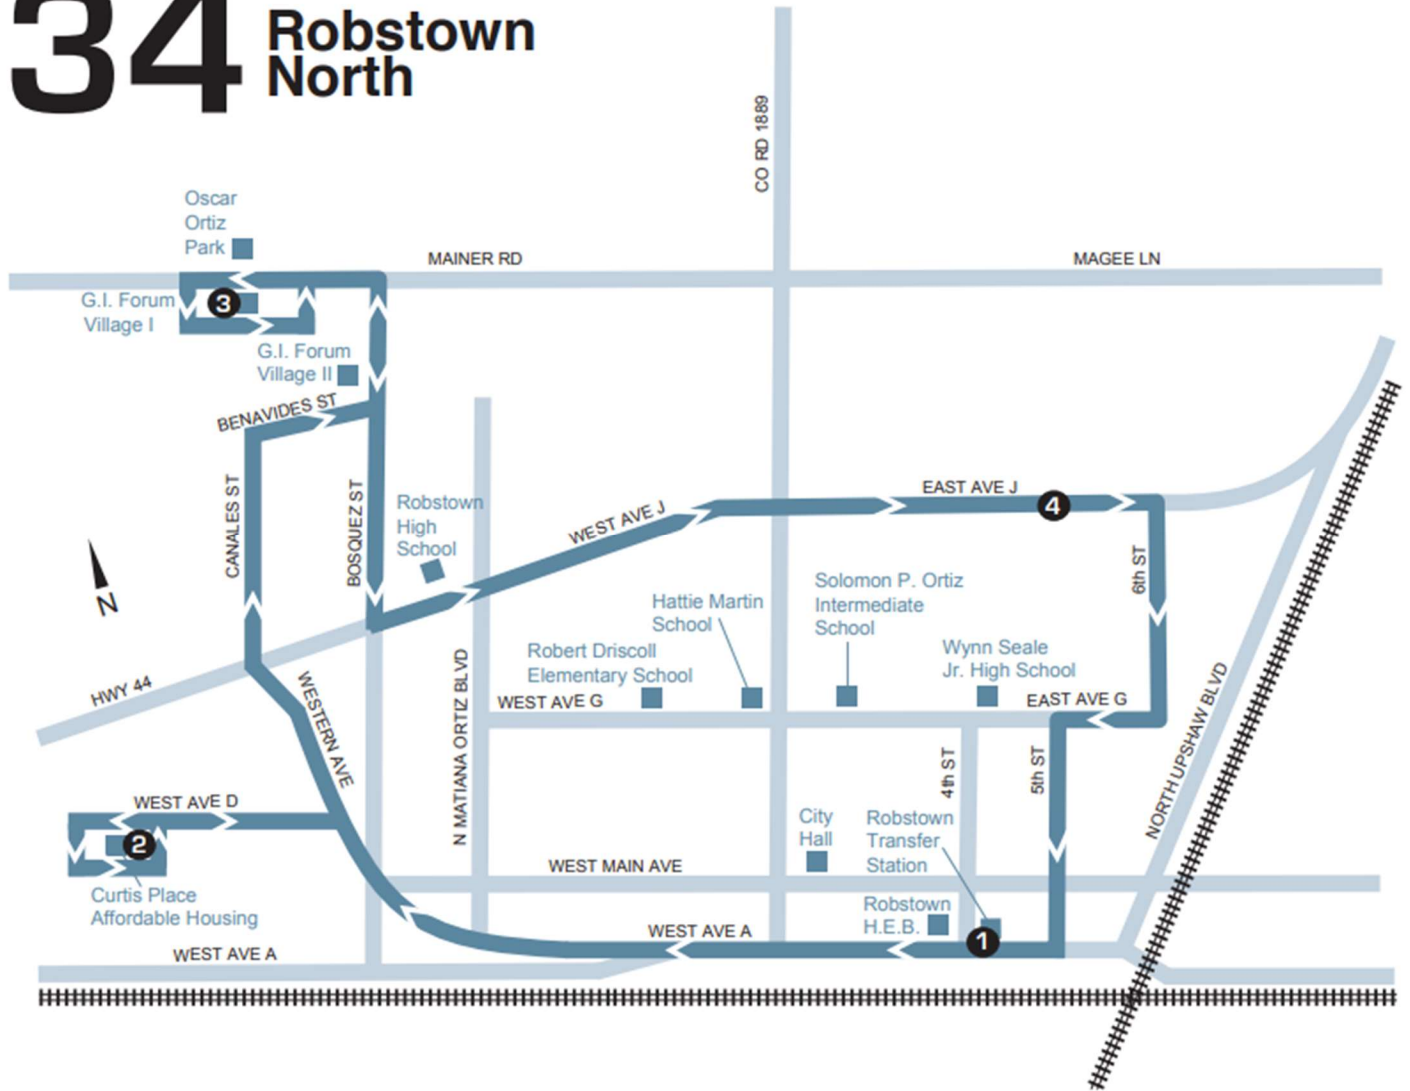 34
Robstown
North
CO RD 1889
Oscar
Ortiz
Park
MAINER RD
MAGEE LN
G.I. Forum
Village I
3
G.I. Forum
Village II
BENAVIDES ST
CANALES ST
BOSQUEZ ST
Robstown
High
School
WEST AVE J
EAST AVE J
4
6th ST
N
Hattie Martin
School
Solomon P. Ortiz
Intermediate
School
Robert Driscoll
Elementary School
Wynn Seale
Jr. High School
HWY 44
WESTERN AVE
N MATIANA ORTIZ BLVD
WEST AVE G
EAST AVE G
4th ST
5th ST
NORTH UPSHAW BLVD
WEST AVE D
2
Curtis Place
Affordable Housing
City
Hall
Robstown
Transfer
Station
WEST MAIN AVE
Robstown
H.E.B.
1
WEST AVE A
WEST AVE A